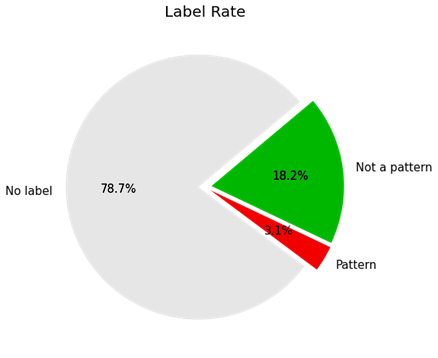 Label Rate
No label
78.7%
18.2%
Not a pattern
3.1%
Pattern